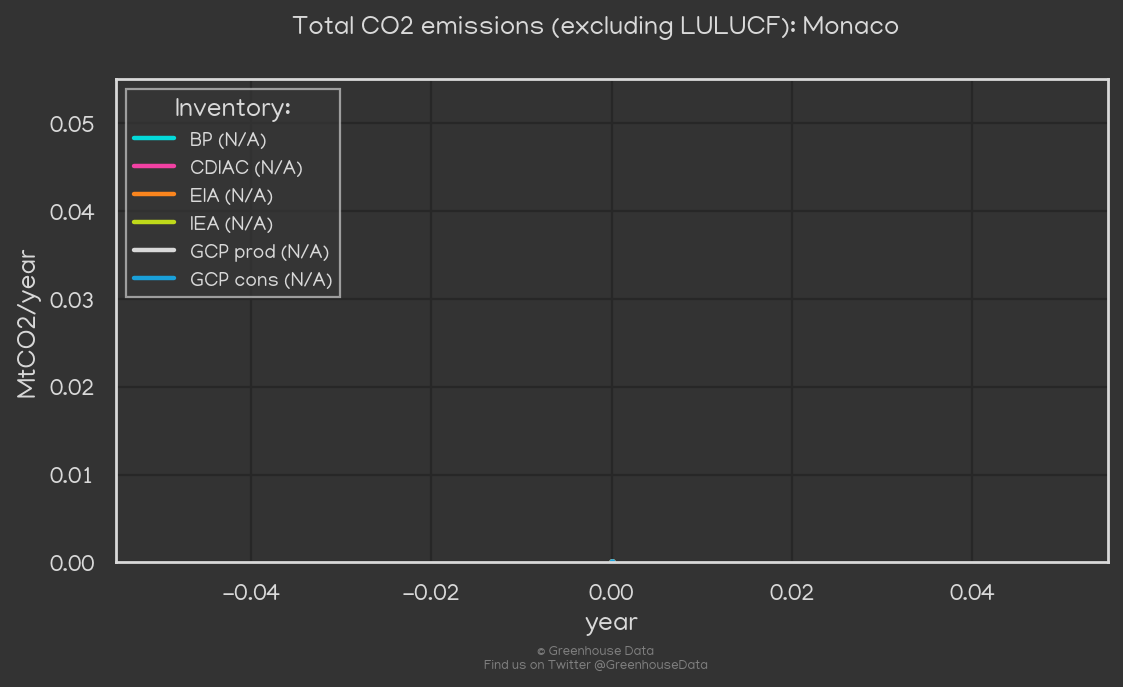 Total CO2 emissions (excluding LULUCF): Monaco
Inventory:
BP (N/A)
CDIAC (N/A)
EIA (N/A)
IEA (N/A)
GCP prod (N/A)
GCP cons (N/A)
MtCO2/year
0.05
0.04
0.03
0.02
0.01
0.00
−0.04
−0.02
0.00
0.02
0.04
year
© Greenhouse Data
Find us on Twitter @GreenhouseData